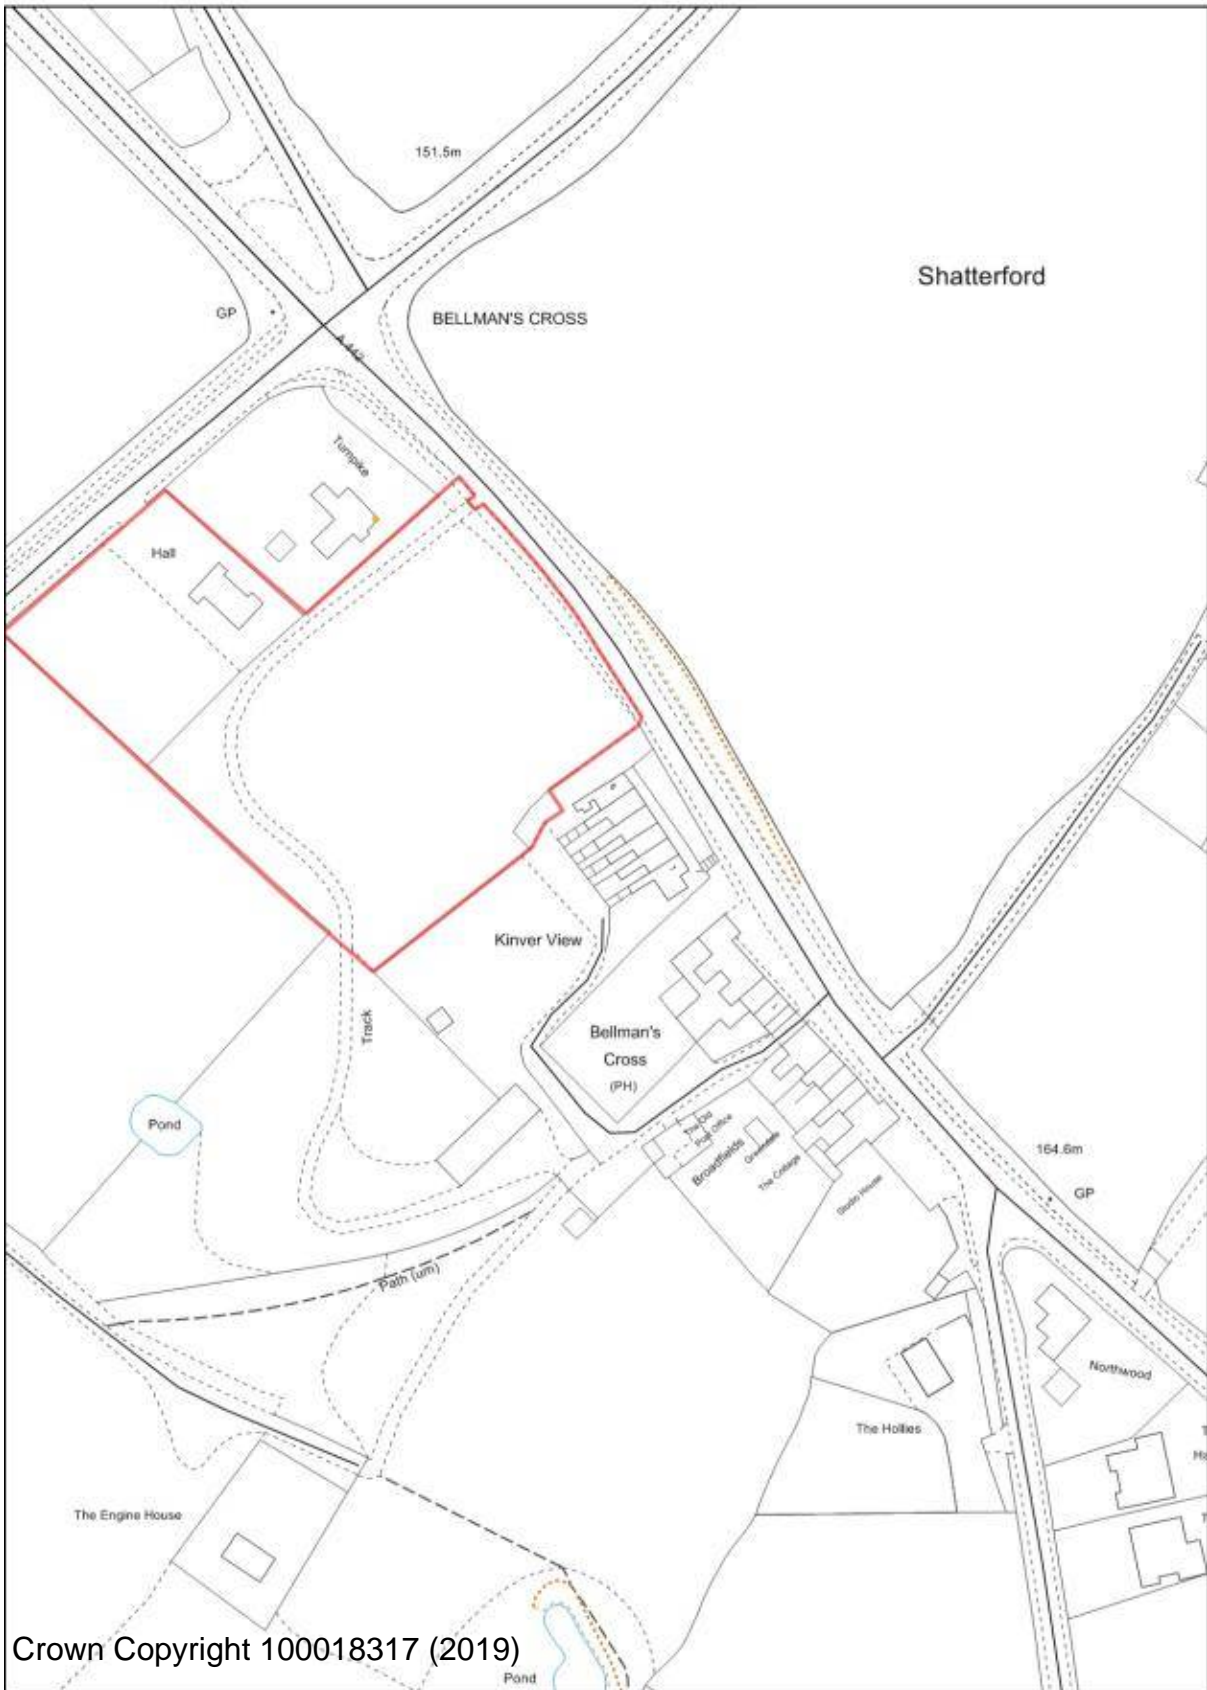 151.5m
Shatterford
GP
BELLMAN'S CROSS
A 442
Turnpike
Hall
Kinver View
Track
Bellman's
Cross
(PH)
Pond
The Old
Post Office
Broadfields
Greendale
The Cottage
Studio House
164.6m
GP
Path (um)
Northwood
The Hollies
The Engine House
Crown Copyright 100018317 (2019)
Pond